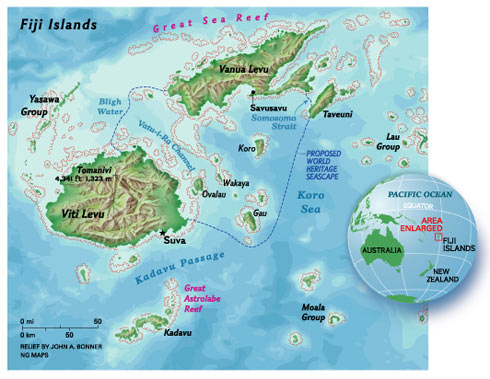 Fiji Islands
Great Sea Reef
Vanua Levu
Yasawa
Group
Bligh
Water
Savusavu
Somosomo
Strait
Taveuni
Vatu-i-Ra Channel
Koro
Lau
Group
Tomanivi
4,341 ft 1,323 m
PROPOSED
WORLD
HERITAGE
SEASCAPE
Wakaya
Ovalau
Viti Levu
Gau
Koro
Sea
Suva
Kadavu Passage
PACIFIC OCEAN
EQUATOR
AREA
ENLARGED
AUSTRALIA
FIJI
ISLANDS
NEW
ZEALAND
Great
Astrolabe
Reef
Moala
Group
Kadavu
0 mi 50
0 km 50
RELIEF BY JOHN A. BONNER
NG MAPS